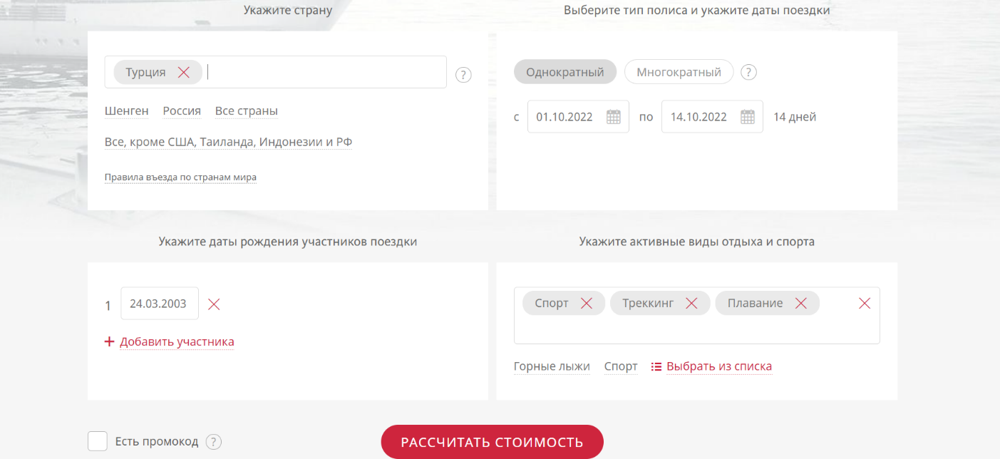 Укажите страну
Выберите тип полиса и укажите даты поездки
Турция
?
Шенген Россия Все страны
Все, кроме США, Таиланда, Индонезии и РФ
Правила въезда по странам мира
Однократный Многократный ?
с 01.10.2022 по 14.10.2022 14 дней
Укажите даты рождения участников поездки
1 24.03.2003
+ Добавить участника
Укажите активные виды отдыха и спорта
Спорт Треккинг Плавание
Горные лыжи Спорт Выбрать из списка
Есть промокод ?
РАССЧИТАТЬ СТОИМОСТЬ